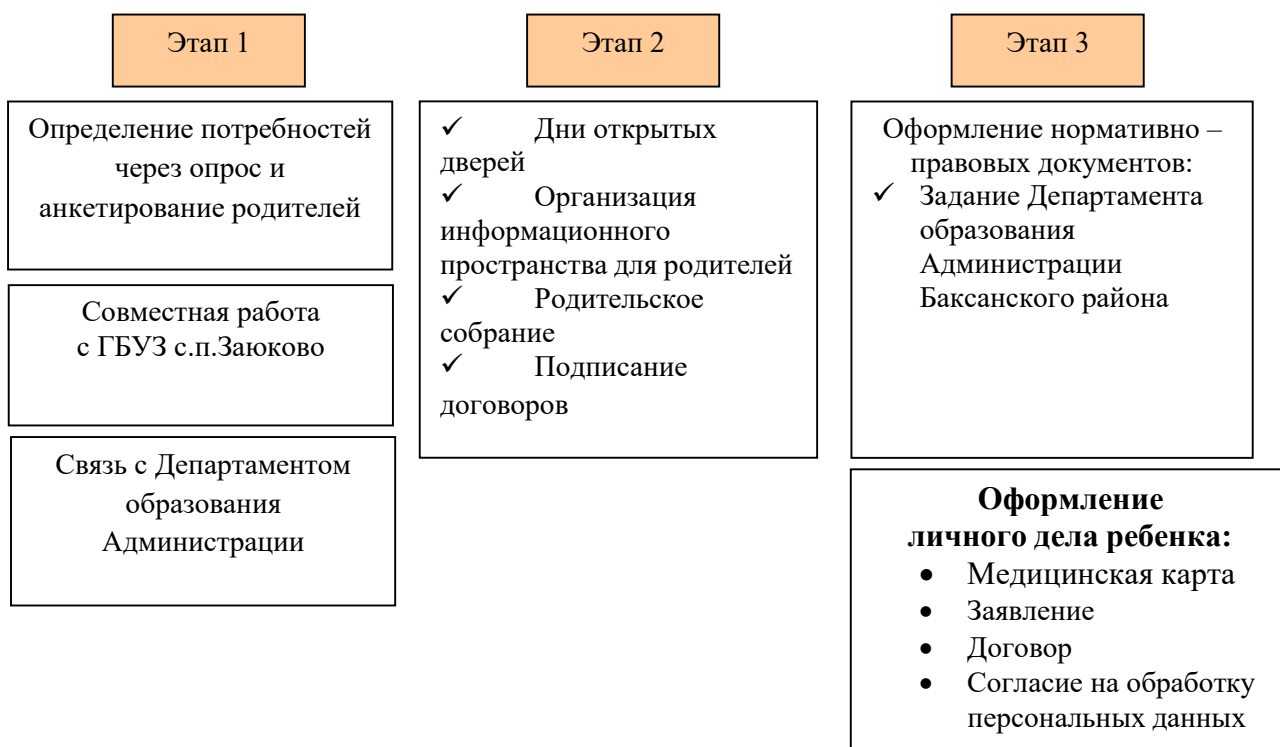 Этап 1
Определение потребностей
через опрос и
анкетирование родителей
Совместная работа
с ГБУЗ с.п.Заюково
Связь с Департаментом
образования
Администрации
Этап 2
✓ Дни открытых
дверей
✓ Организация
информационного
пространства для родителей
✓ Родительское
собрание
✓ Подписание
договоров
Этап 3
Оформление нормативно –
правовых документов:
✓ Задание Департамента
образования
Администрации
Баксанского района
Оформление
личного дела ребенка:
• Медицинская карта
• Заявление
• Договор
• Согласие на обработку
персональных данных